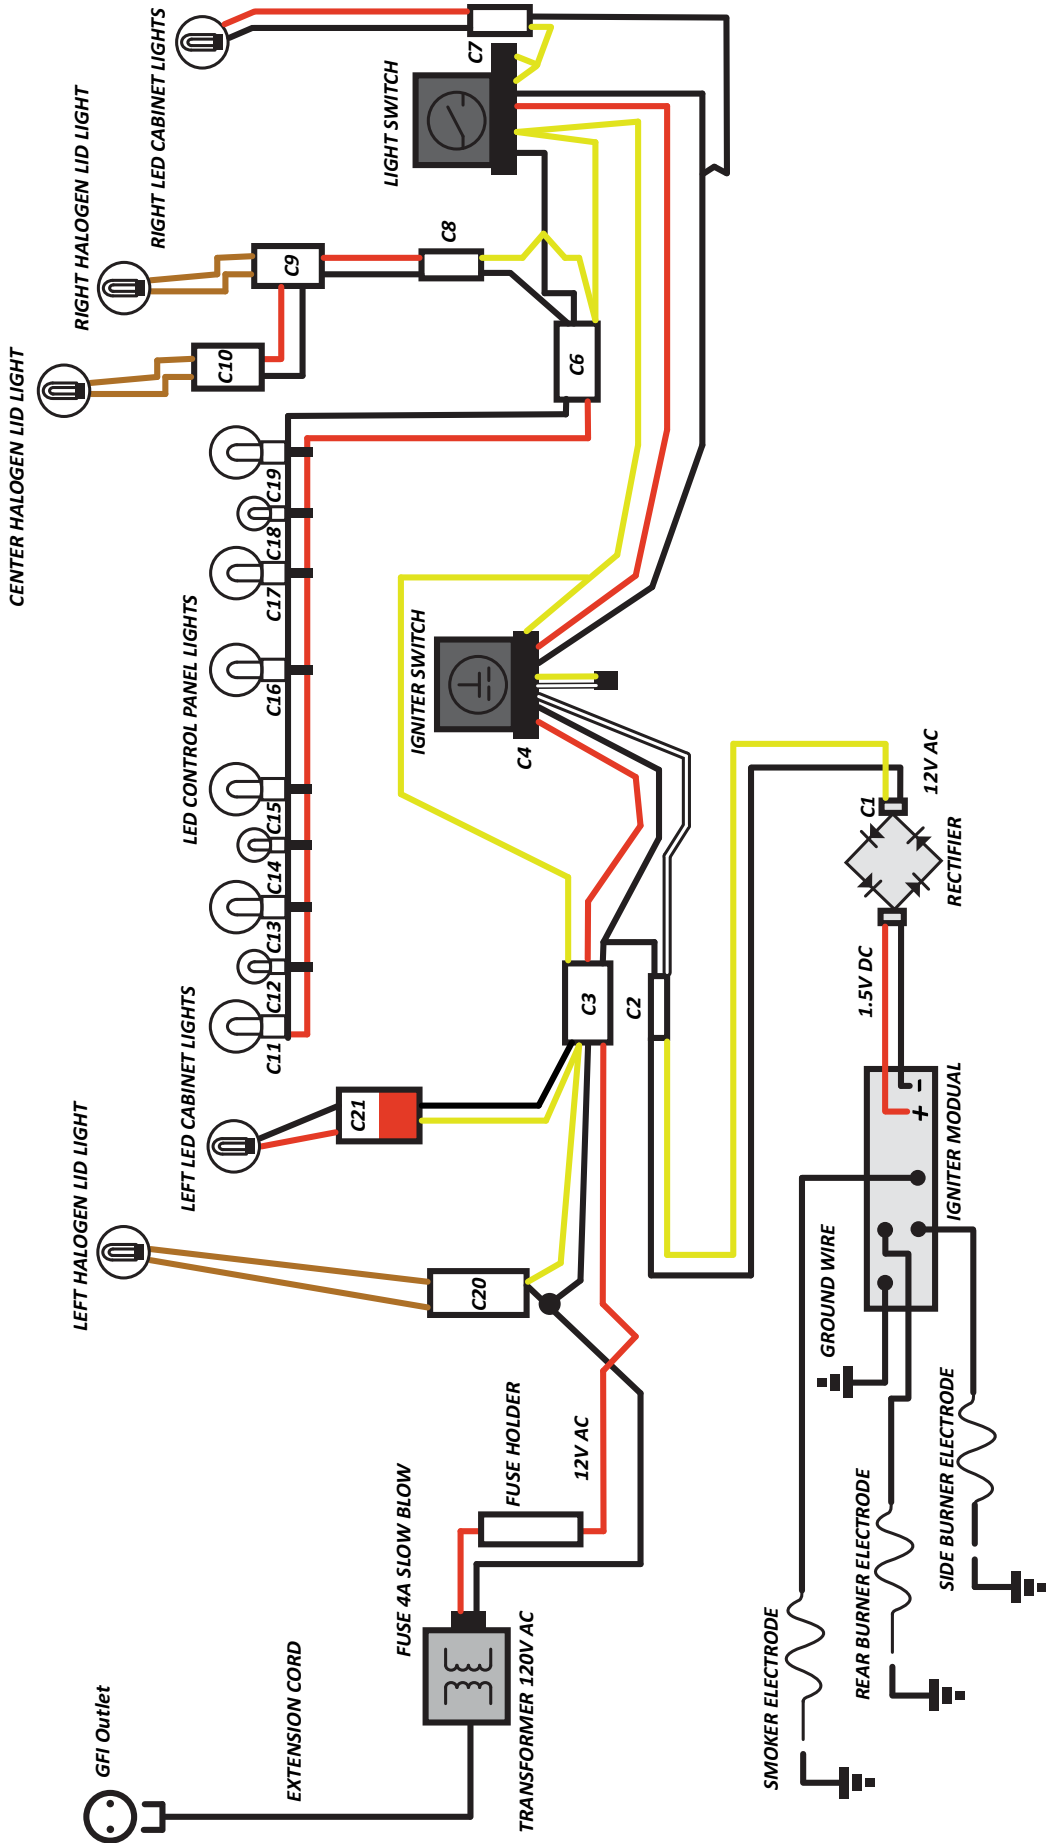 GFI Outlet
EXTENSION CORD
TRANSFORMER 120V AC
FUSE 4A SLOW BLOW
FUSE HOLDER
12V AC
LEFT HALOGEN LID LIGHT
C20
LEFT LED CABINET LIGHTS
C21
LED CONTROL PANEL LIGHTS
C11
C12
C13
C14
C15
C16
C17
C18
C19
CENTER HALOGEN LID LIGHT
C10
RIGHT HALOGEN LID LIGHT
C9
C8
RIGHT LED CABINET LIGHTS
C7
LIGHT SWITCH
C6
IGNITER SWITCH
C4
C3
C2
12V AC
C1
RECTIFIER
1.5V DC
+
-
IGNITER MODUAL
GROUND WIRE
SMOKER ELECTRODE
REAR BURNER ELECTRODE
SIDE BURNER ELECTRODE